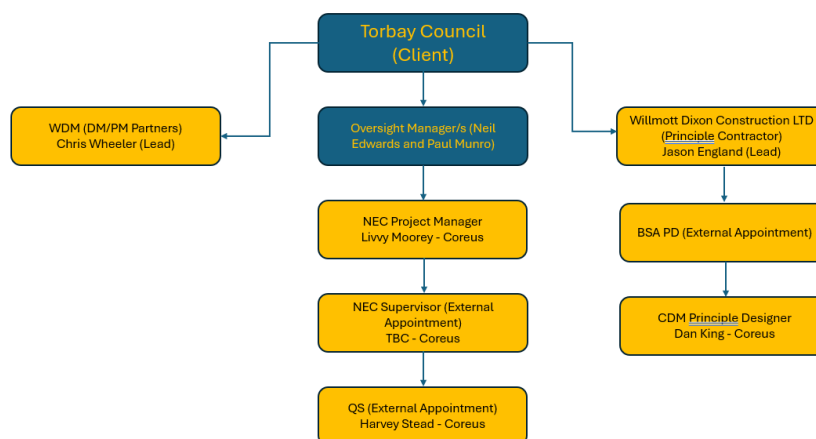 Torbay Council
(Client)
WDM (DM/PM Partners)
Chris Wheeler (Lead)
Oversight Manager/s (Neil
Edwards and Paul Munro)
Willmott Dixon Construction LTD
(Principle Contractor)
Jason England (Lead)
NEC Project Manager
Livvy Moorey - Coreus
BSA PD (External Appointment)
NEC Supervisor (External
Appointment)
TBC - Coreus
CDM Principle Designer
Dan King - Coreus
QS (External Appointment)
Harvey Stead - Coreus